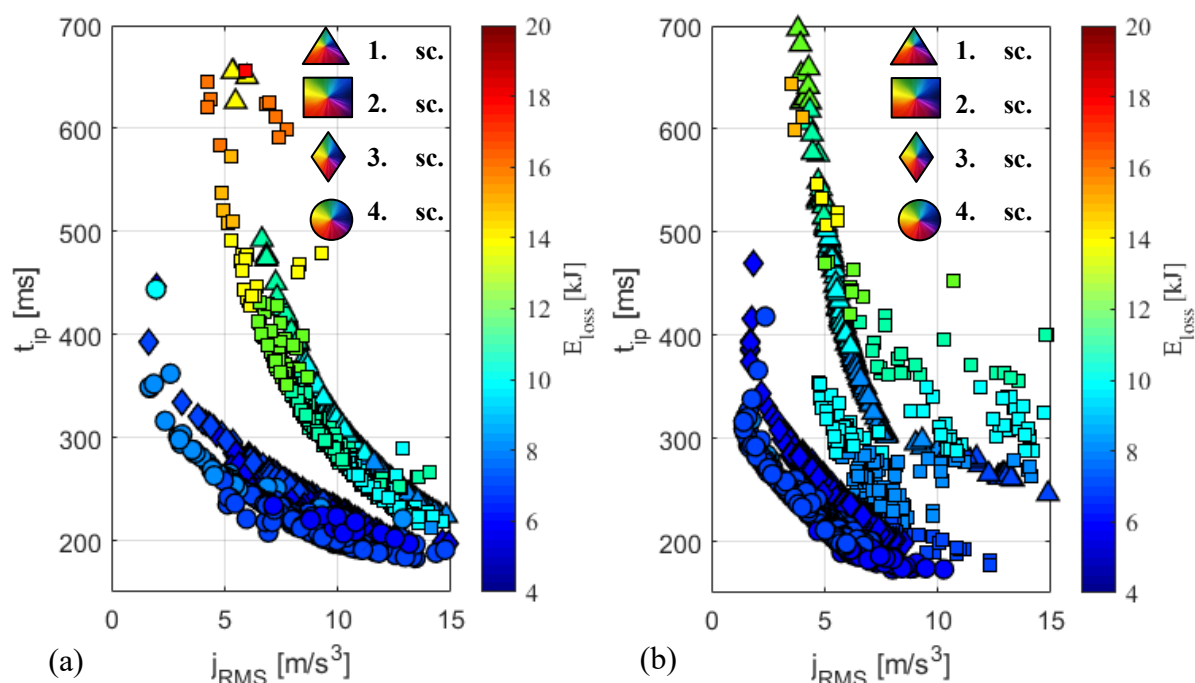 700
600
500
400
300
200
t_ip [ms]
0 5 10 15
j_RMS [m/s³]
(a)
1. sc.
2. sc.
3. sc.
4. sc.
20
18
16
14
12
10
8
6
4
E_loss [kJ]
700
600
500
400
300
200
t_ip [ms]
0 5 10 15
j_RMS [m/s³]
(b)
1. sc.
2. sc.
3. sc.
4. sc.
20
18
16
14
12
10
8
6
4
E_loss [kJ]